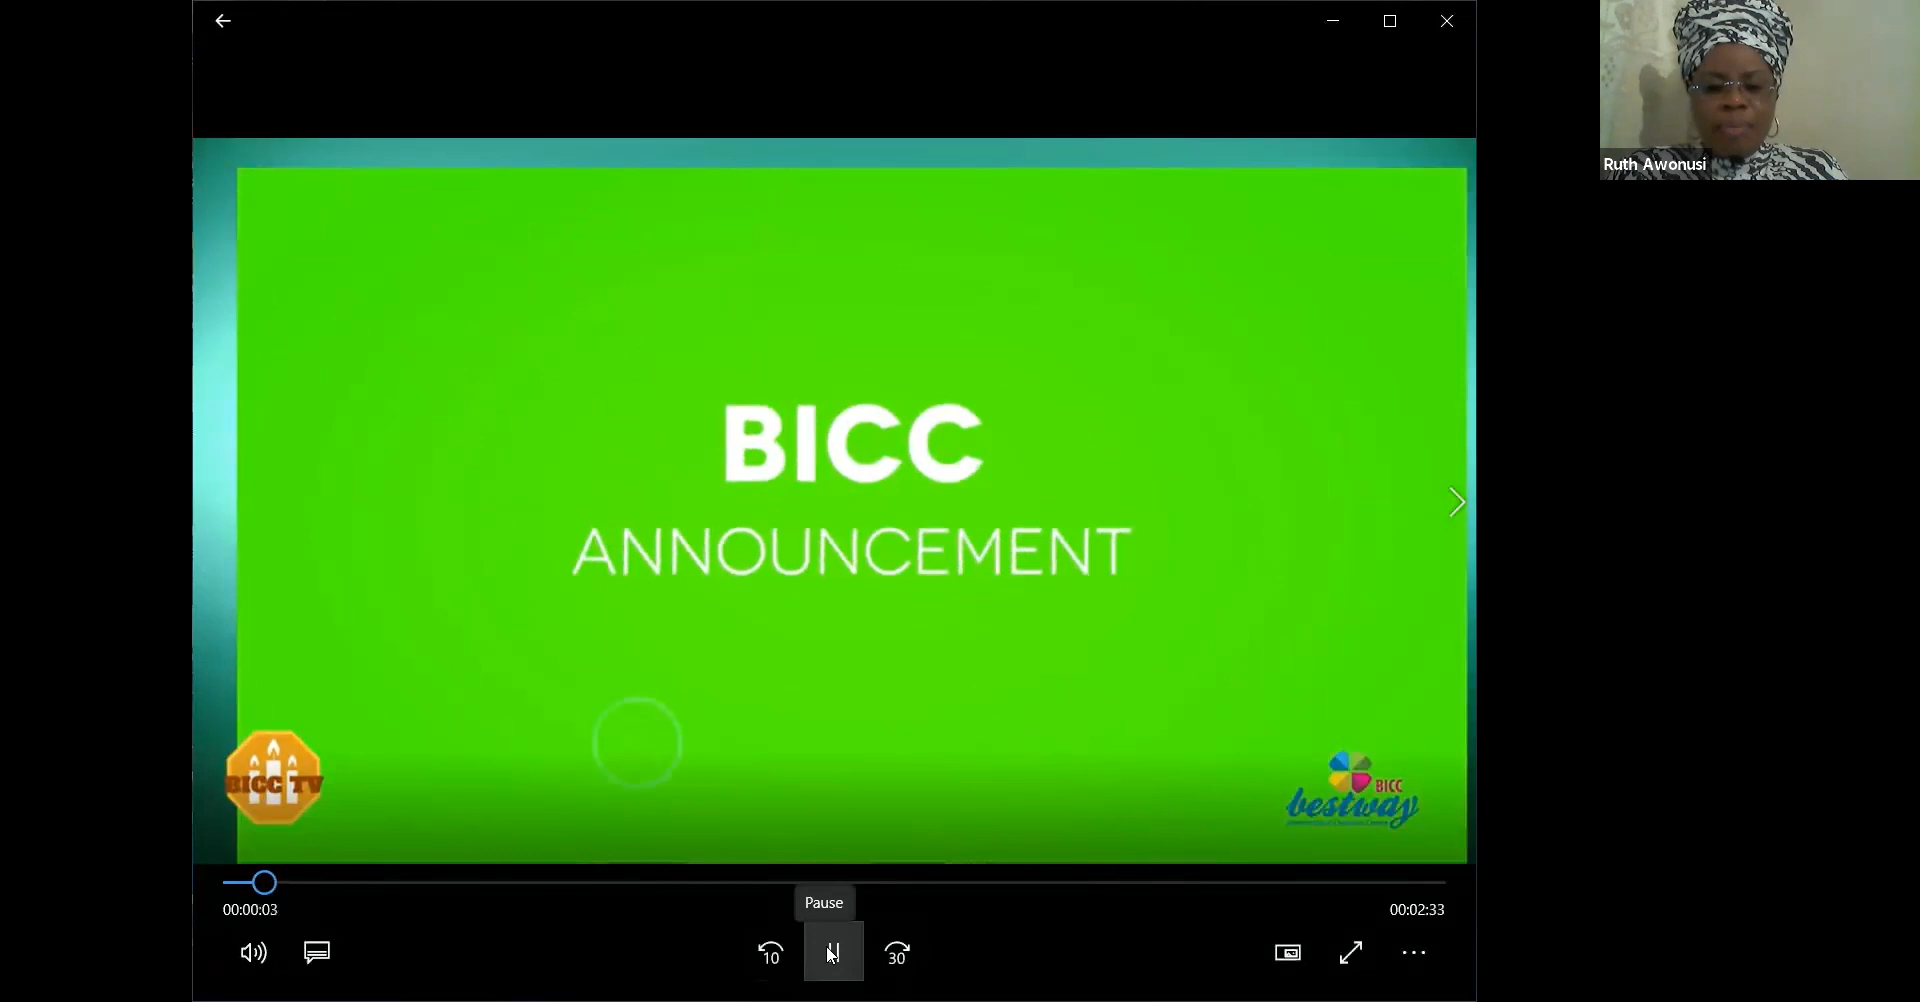 Ruth Awonusi
BICC
ANNOUNCEMENT
BICC TV
BICC
bestway
00:00:03
Pause
00:02:33
10
30